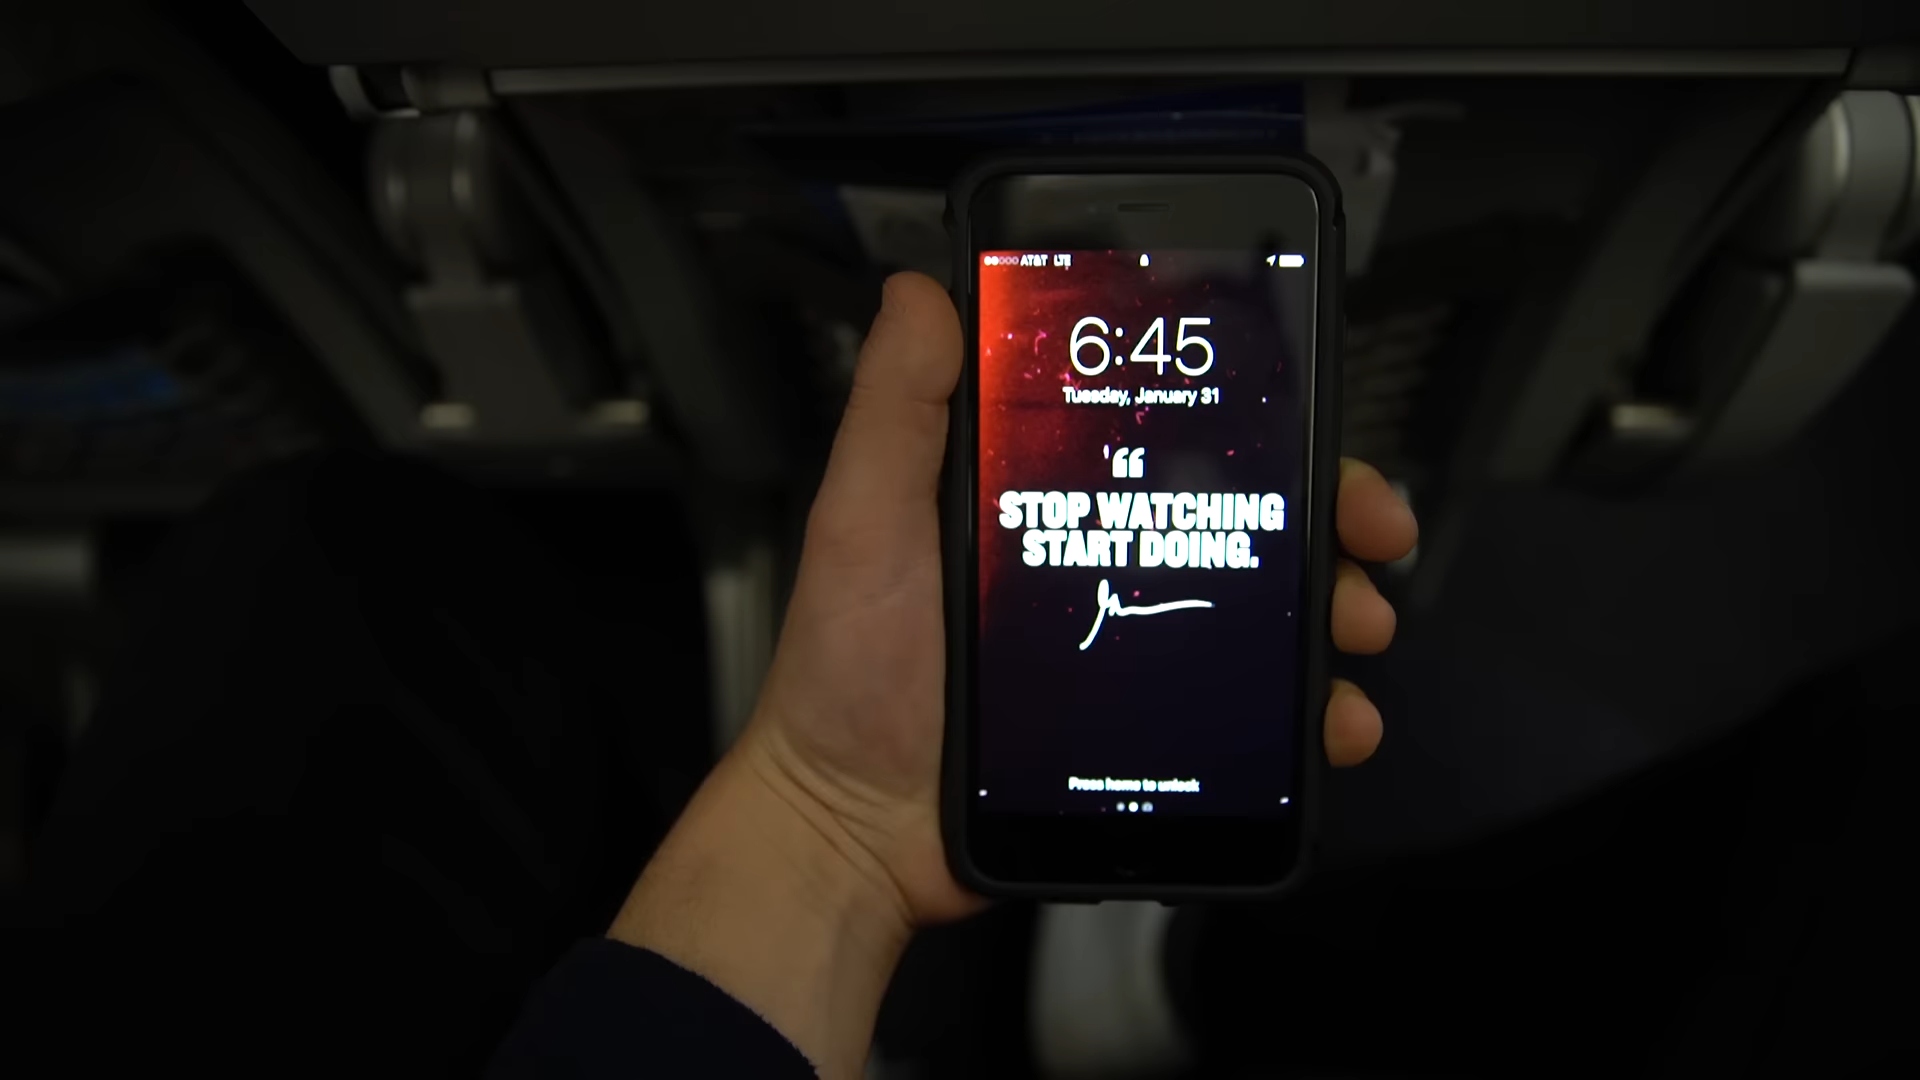 AT&T LTE
6:45
Tuesday, January 31
“
STOP WATCHING
START DOING.
Press home to unlock